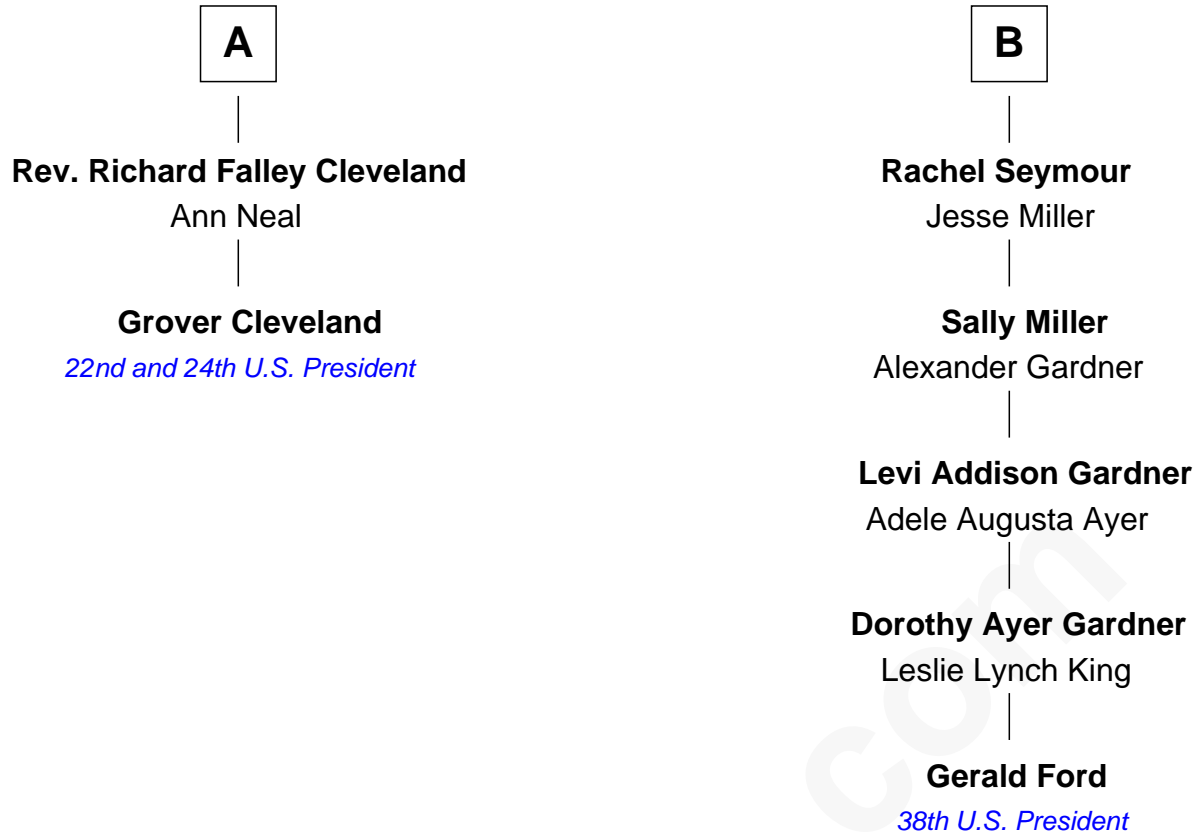 A
Rev. Richard Falley Cleveland
Ann Neal
Grover Cleveland
22nd and 24th U.S. President
B
Rachel Seymour
Jesse Miller
Sally Miller
Alexander Gardner
Levi Addison Gardner
Adele Augusta Ayer
Dorothy Ayer Gardner
Leslie Lynch King
Gerald Ford
38th U.S. President
com